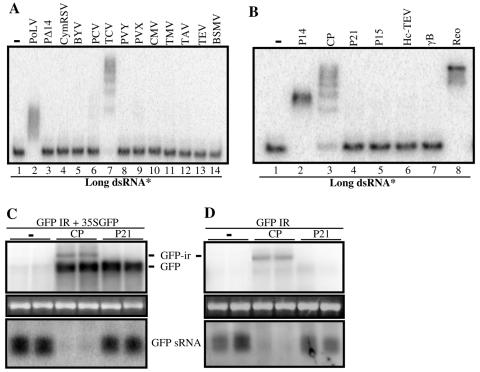 A
– PoLV PΔ14 CymRSV BYV PCV TCV PVY PVX CMV TMV TAV TEV BSMV
1 2 3 4 5 6 7 8 9 10 11 12 13 14
Long dsRNA*
B
– P14 CP P21 P15 Hc-TEV γB Reo
1 2 3 4 5 6 7 8
Long dsRNA*
C
GFP IR + 35SGFP
– CP P21
GFP-ir
GFP
GFP sRNA
D
GFP IR
– CP P21